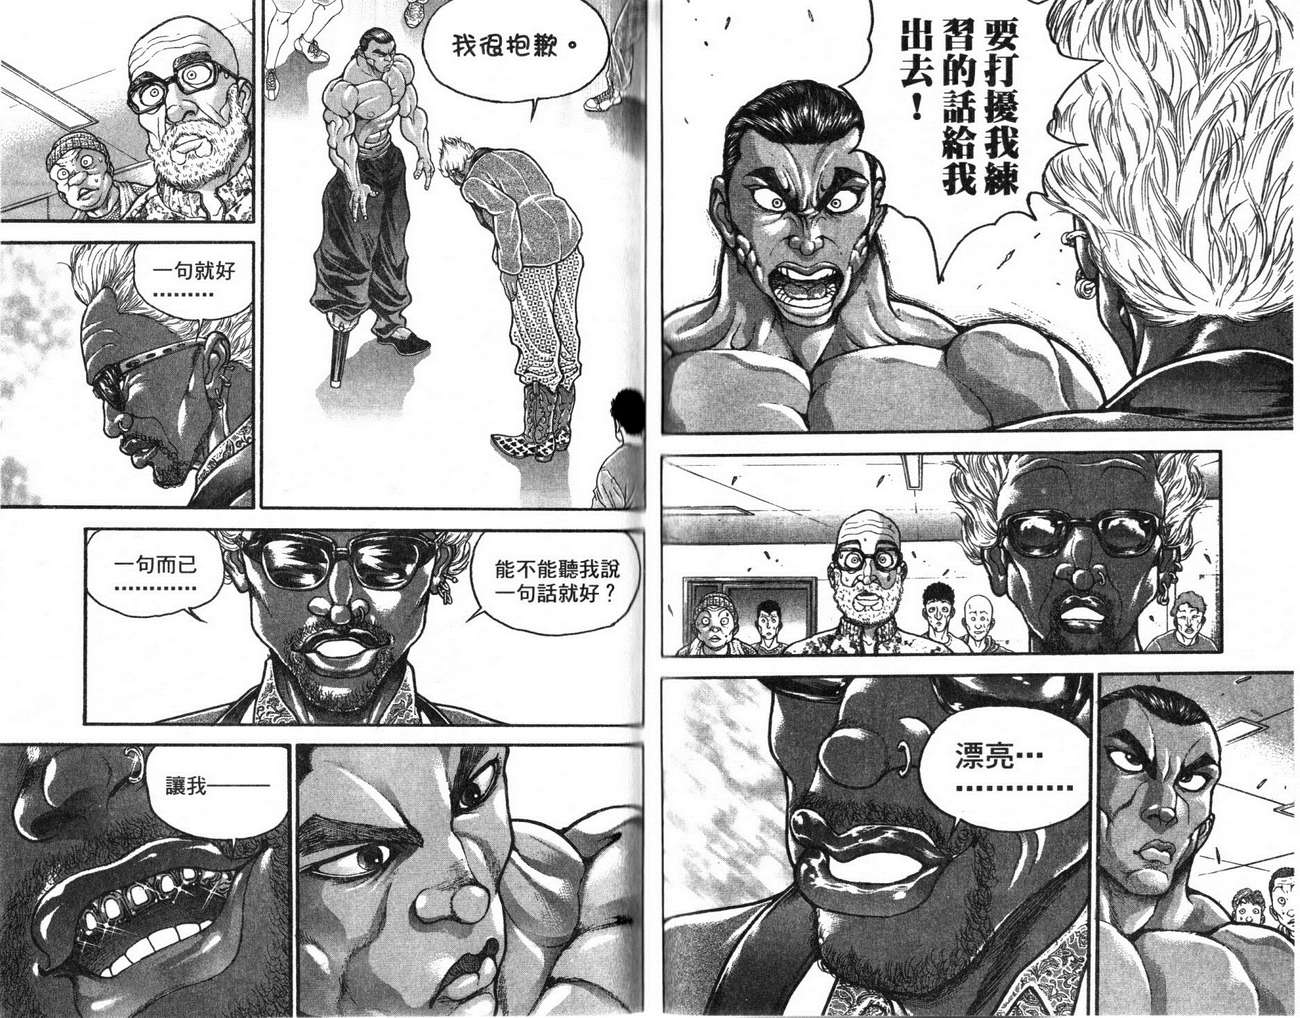 要打擾我練
習的話給我
出去！
漂亮⋯
⋯⋯⋯⋯
我很抱歉。
一句就好
⋯⋯⋯
能不能聽我說
一句話就好？
一句而已
⋯⋯⋯⋯
讓我——